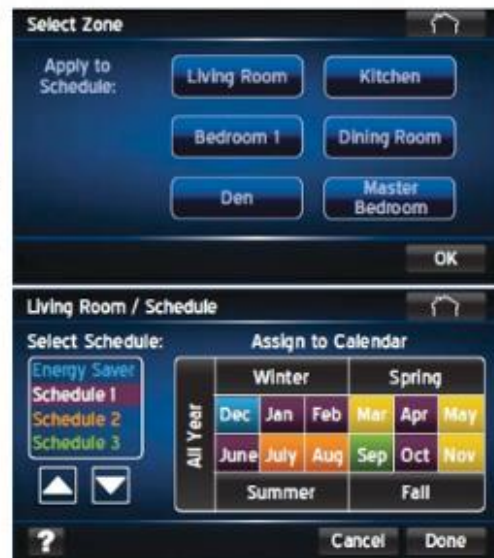 Select Zone
Apply to
Schedule:
Living Room
Kitchen
Bedroom 1
Dining Room
Den
Master
Bedroom
OK
Living Room / Schedule
Select Schedule:
Assign to Calendar
Energy Saver
Schedule 1
Schedule 2
Schedule 3
All Year
Winter
Spring
Dec Jan Feb Mar Apr May
June July Aug Sep Oct Nov
Summer
Fall
?
Cancel
Done